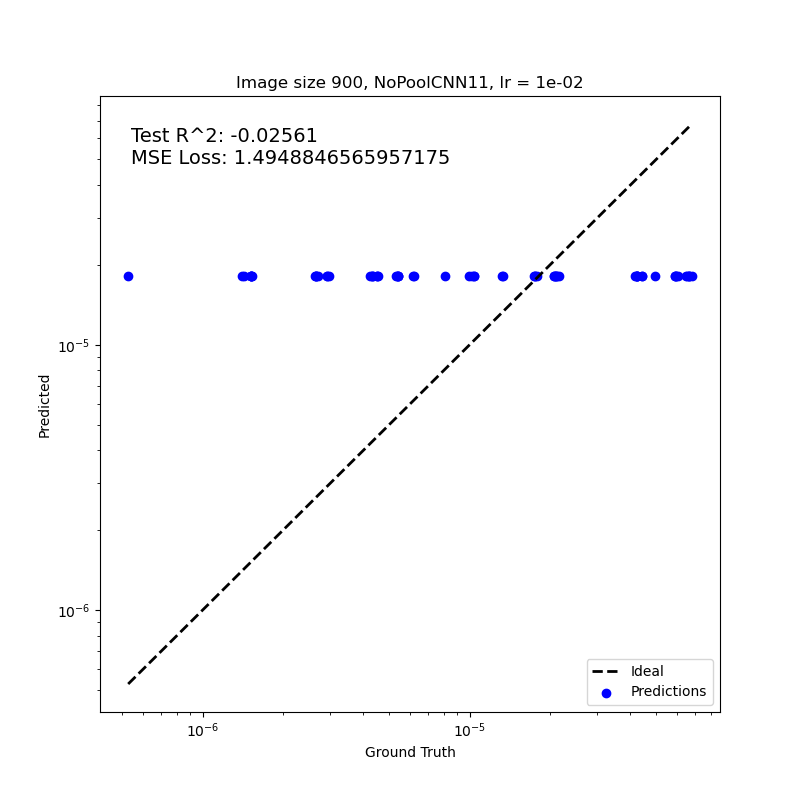 Image size 900, NoPoolCNN11, lr = 1e-02
Test R^2: -0.02561
MSE Loss: 1.4948846565957175
Predicted
10⁻⁵
10⁻⁶
10⁻⁶ 10⁻⁵
Ground Truth
Ideal
Predictions